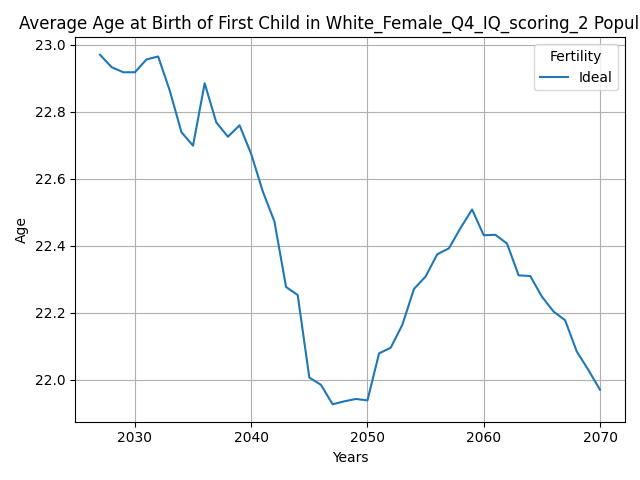 Average Age at Birth of First Child in White_Female_Q4_IQ_scoring_2 Popul
Fertility
Ideal
23.0
22.8
22.6
22.4
22.2
22.0
Age
2030 2040 2050 2060 2070
Years